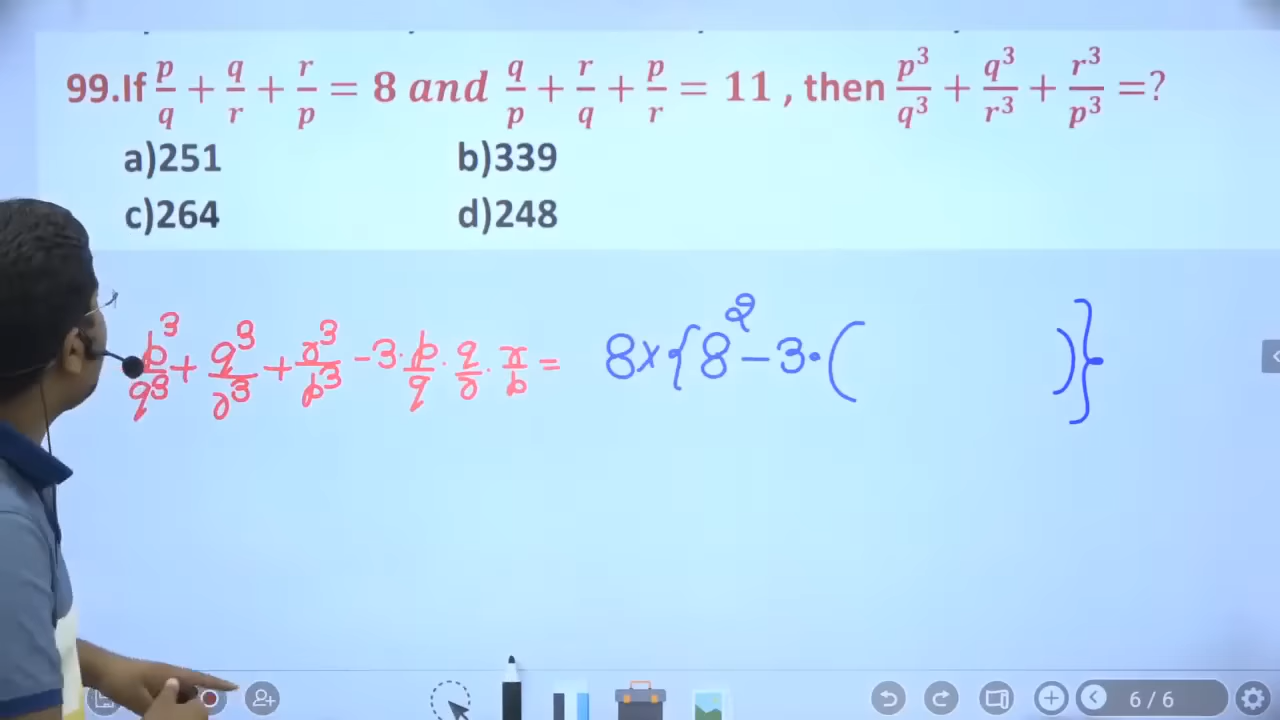 99.If p/q + q/r + r/p = 8 and q/p + r/q + p/r = 11 , then p³/q³ + q³/r³ + r³/p³ =?
a)251 b)339
c)264 d)248
p³/q³ + q³/r³ + r³/p³ - 3·p/q · q/r · r/p = 8×{8² - 3·( )}-
6 / 6